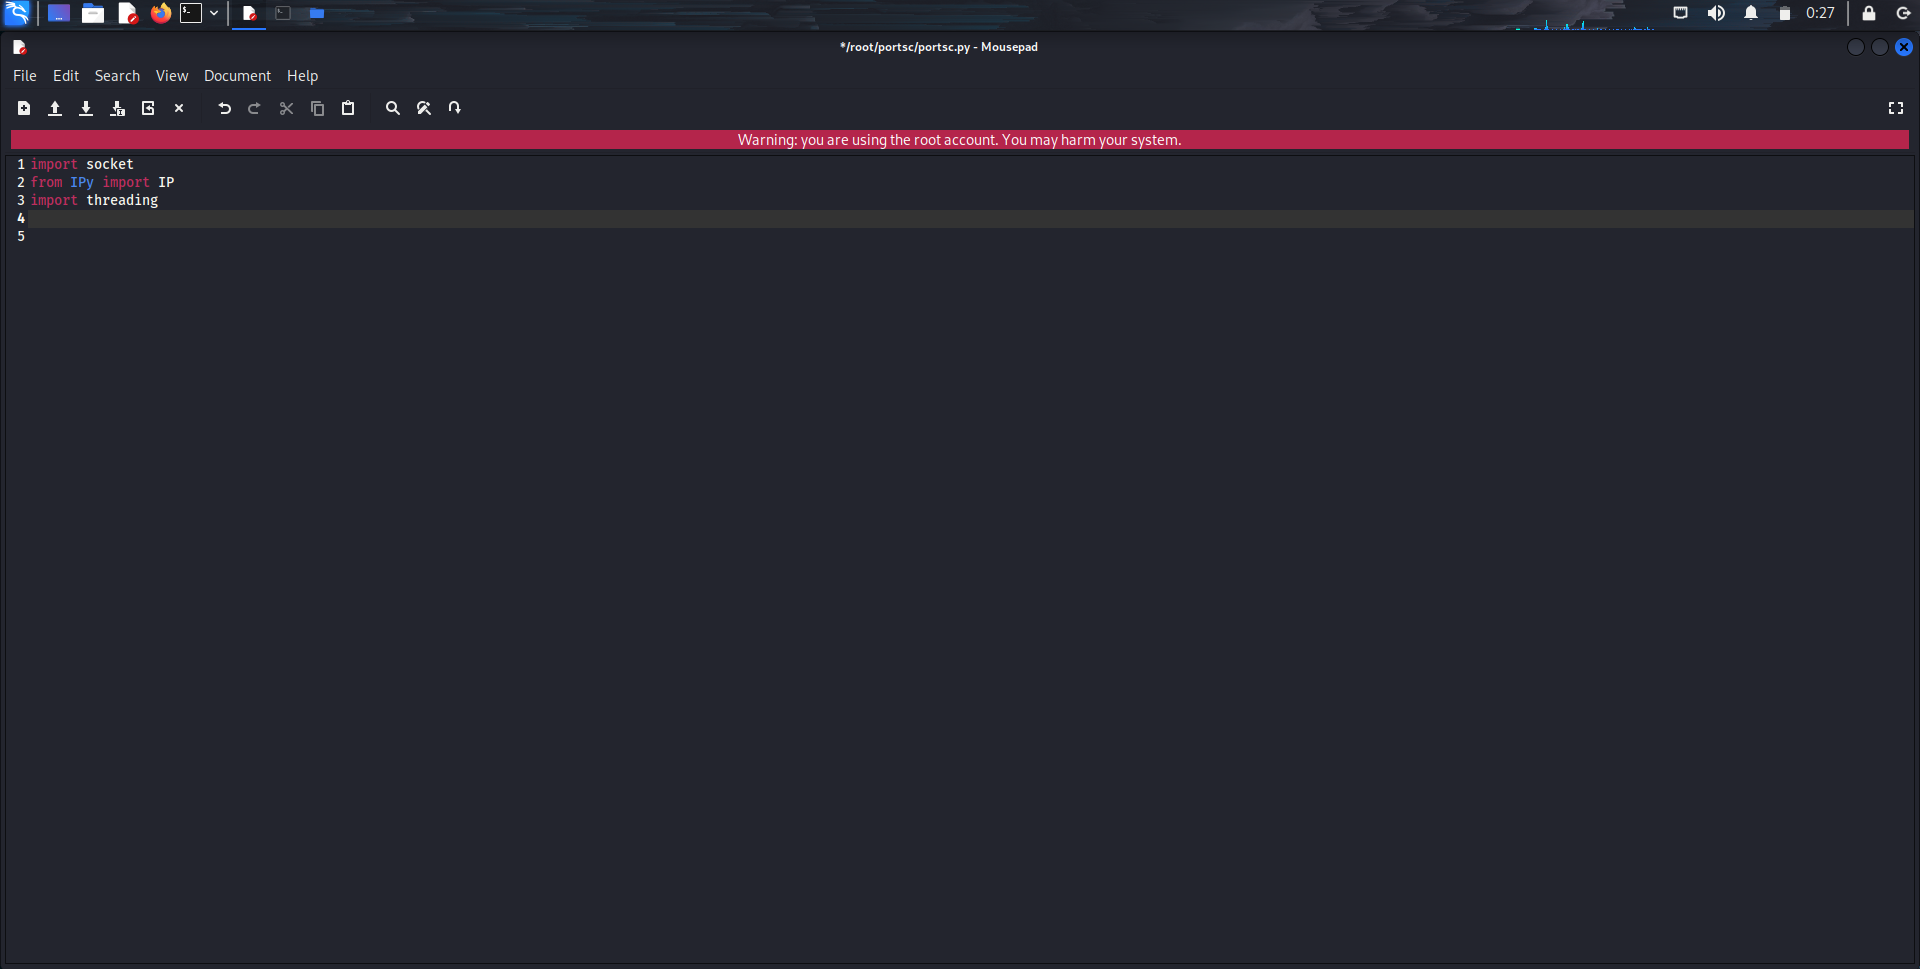 0:27
*/root/portsc/portsc.py - Mousepad
File Edit Search View Document Help
Warning: you are using the root account. You may harm your system.
1 import socket
2 from IPy import IP
3 import threading
4
5